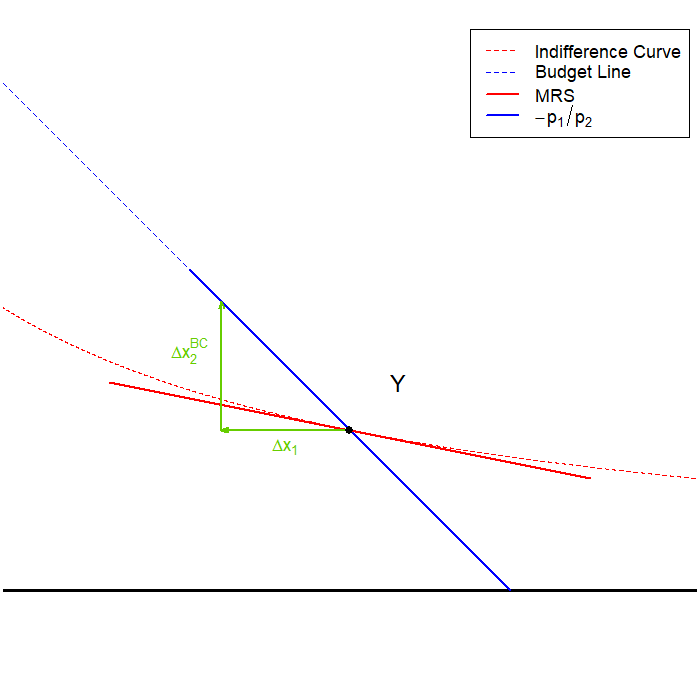 Indifference Curve
Budget Line
MRS
−p₁/p₂
Δx₂ᴮᶜ
Y
Δx₁